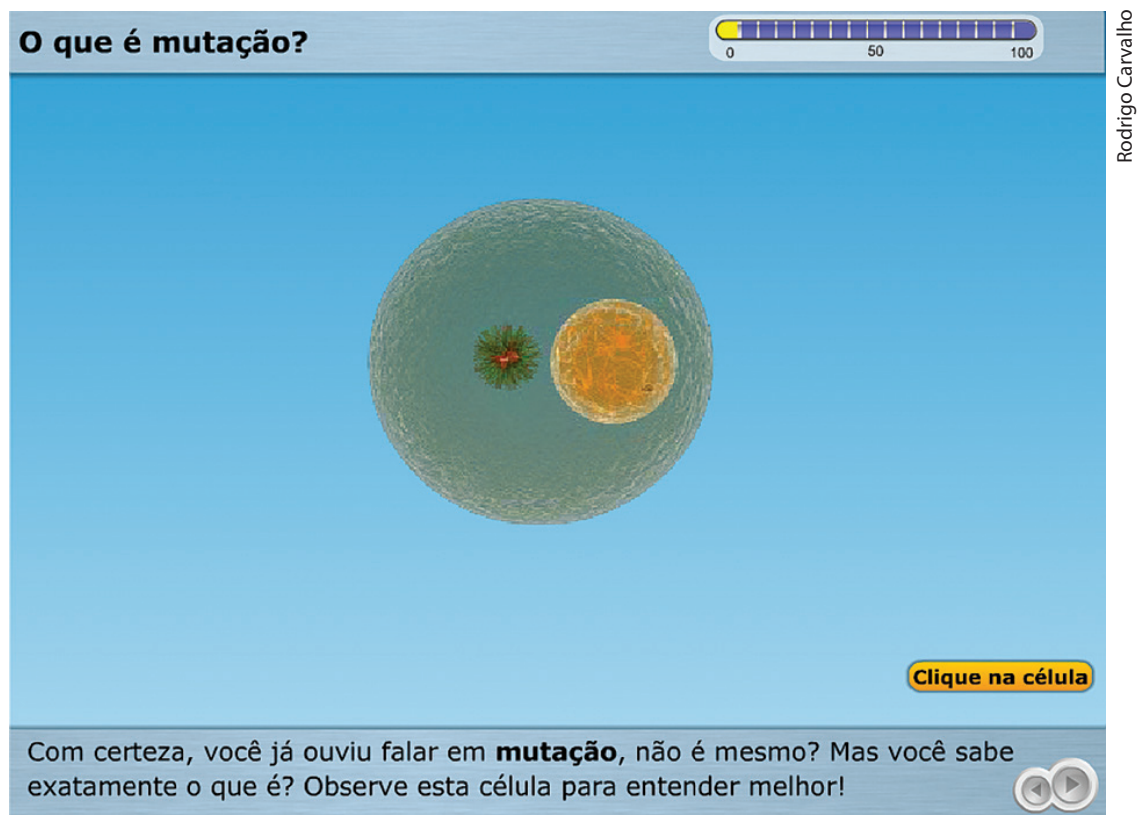 O que é mutação?
0 50 100
Rodrigo Carvalho
Clique na célula
Com certeza, você já ouviu falar em mutação, não é mesmo? Mas você sabe
exatamente o que é? Observe esta célula para entender melhor!